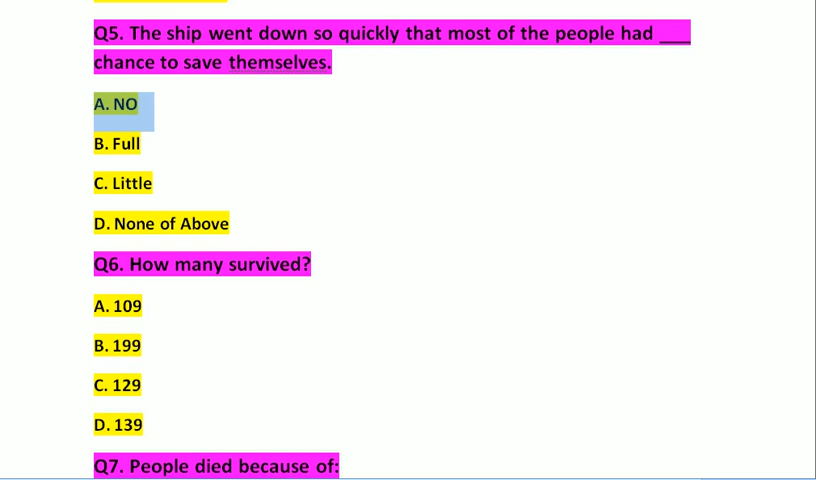 Q5. The ship went down so quickly that most of the people had ___
chance to save themselves.
A. NO
B. Full
C. Little
D. None of Above
Q6. How many survived?
A. 109
B. 199
C. 129
D. 139
Q7. People died because of: